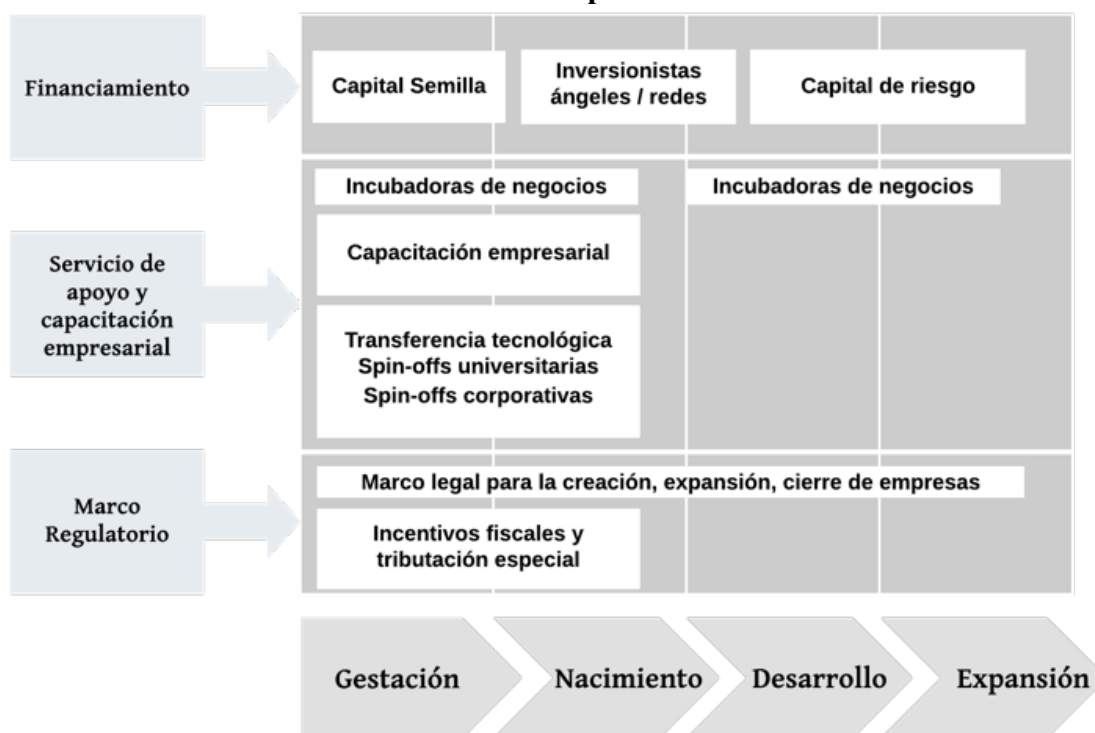 Financiamiento
Capital Semilla
Inversionistas
ángeles / redes
Capital de riesgo
Servicio de
apoyo y
capacitación
empresarial
Incubadoras de negocios
Incubadoras de negocios
Capacitación empresarial
Transferencia tecnológica
Spin-offs universitarias
Spin-offs corporativas
Marco
Regulatorio
Marco legal para la creación, expansión, cierre de empresas
Incentivos fiscales y
tributación especial
Gestación
Nacimiento
Desarrollo
Expansión